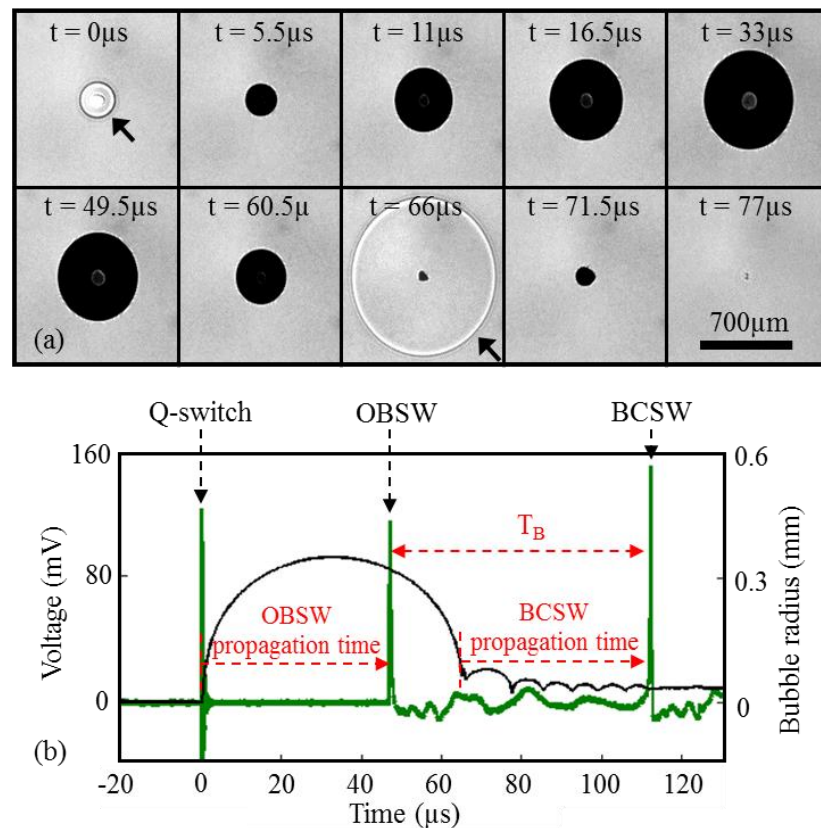 t = 0µs
t = 5.5µs
t = 11µs
t = 16.5µs
t = 33µs
t = 49.5µs
t = 60.5µ
t = 66µs
t = 71.5µs
t = 77µs
(a)
700µm
Q-switch
OBSW
BCSW
160
80
0
Voltage (mV)
0.6
0.3
0
Bubble radius (mm)
T_B
OBSW
propagation time
BCSW
propagation time
(b)
-20
0
20
40
60
80
100
120
Time (µs)